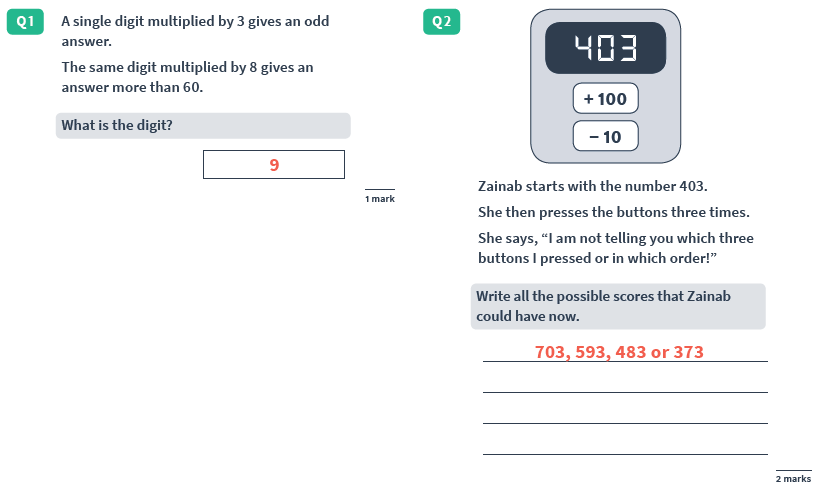 Q1
A single digit multiplied by 3 gives an odd
answer.
The same digit multiplied by 8 gives an
answer more than 60.
What is the digit?
9
1 mark
Q2
403
+ 100
− 10
Zainab starts with the number 403.
She then presses the buttons three times.
She says, “I am not telling you which three
buttons I pressed or in which order!”
Write all the possible scores that Zainab
could have now.
703, 593, 483 or 373
2 marks